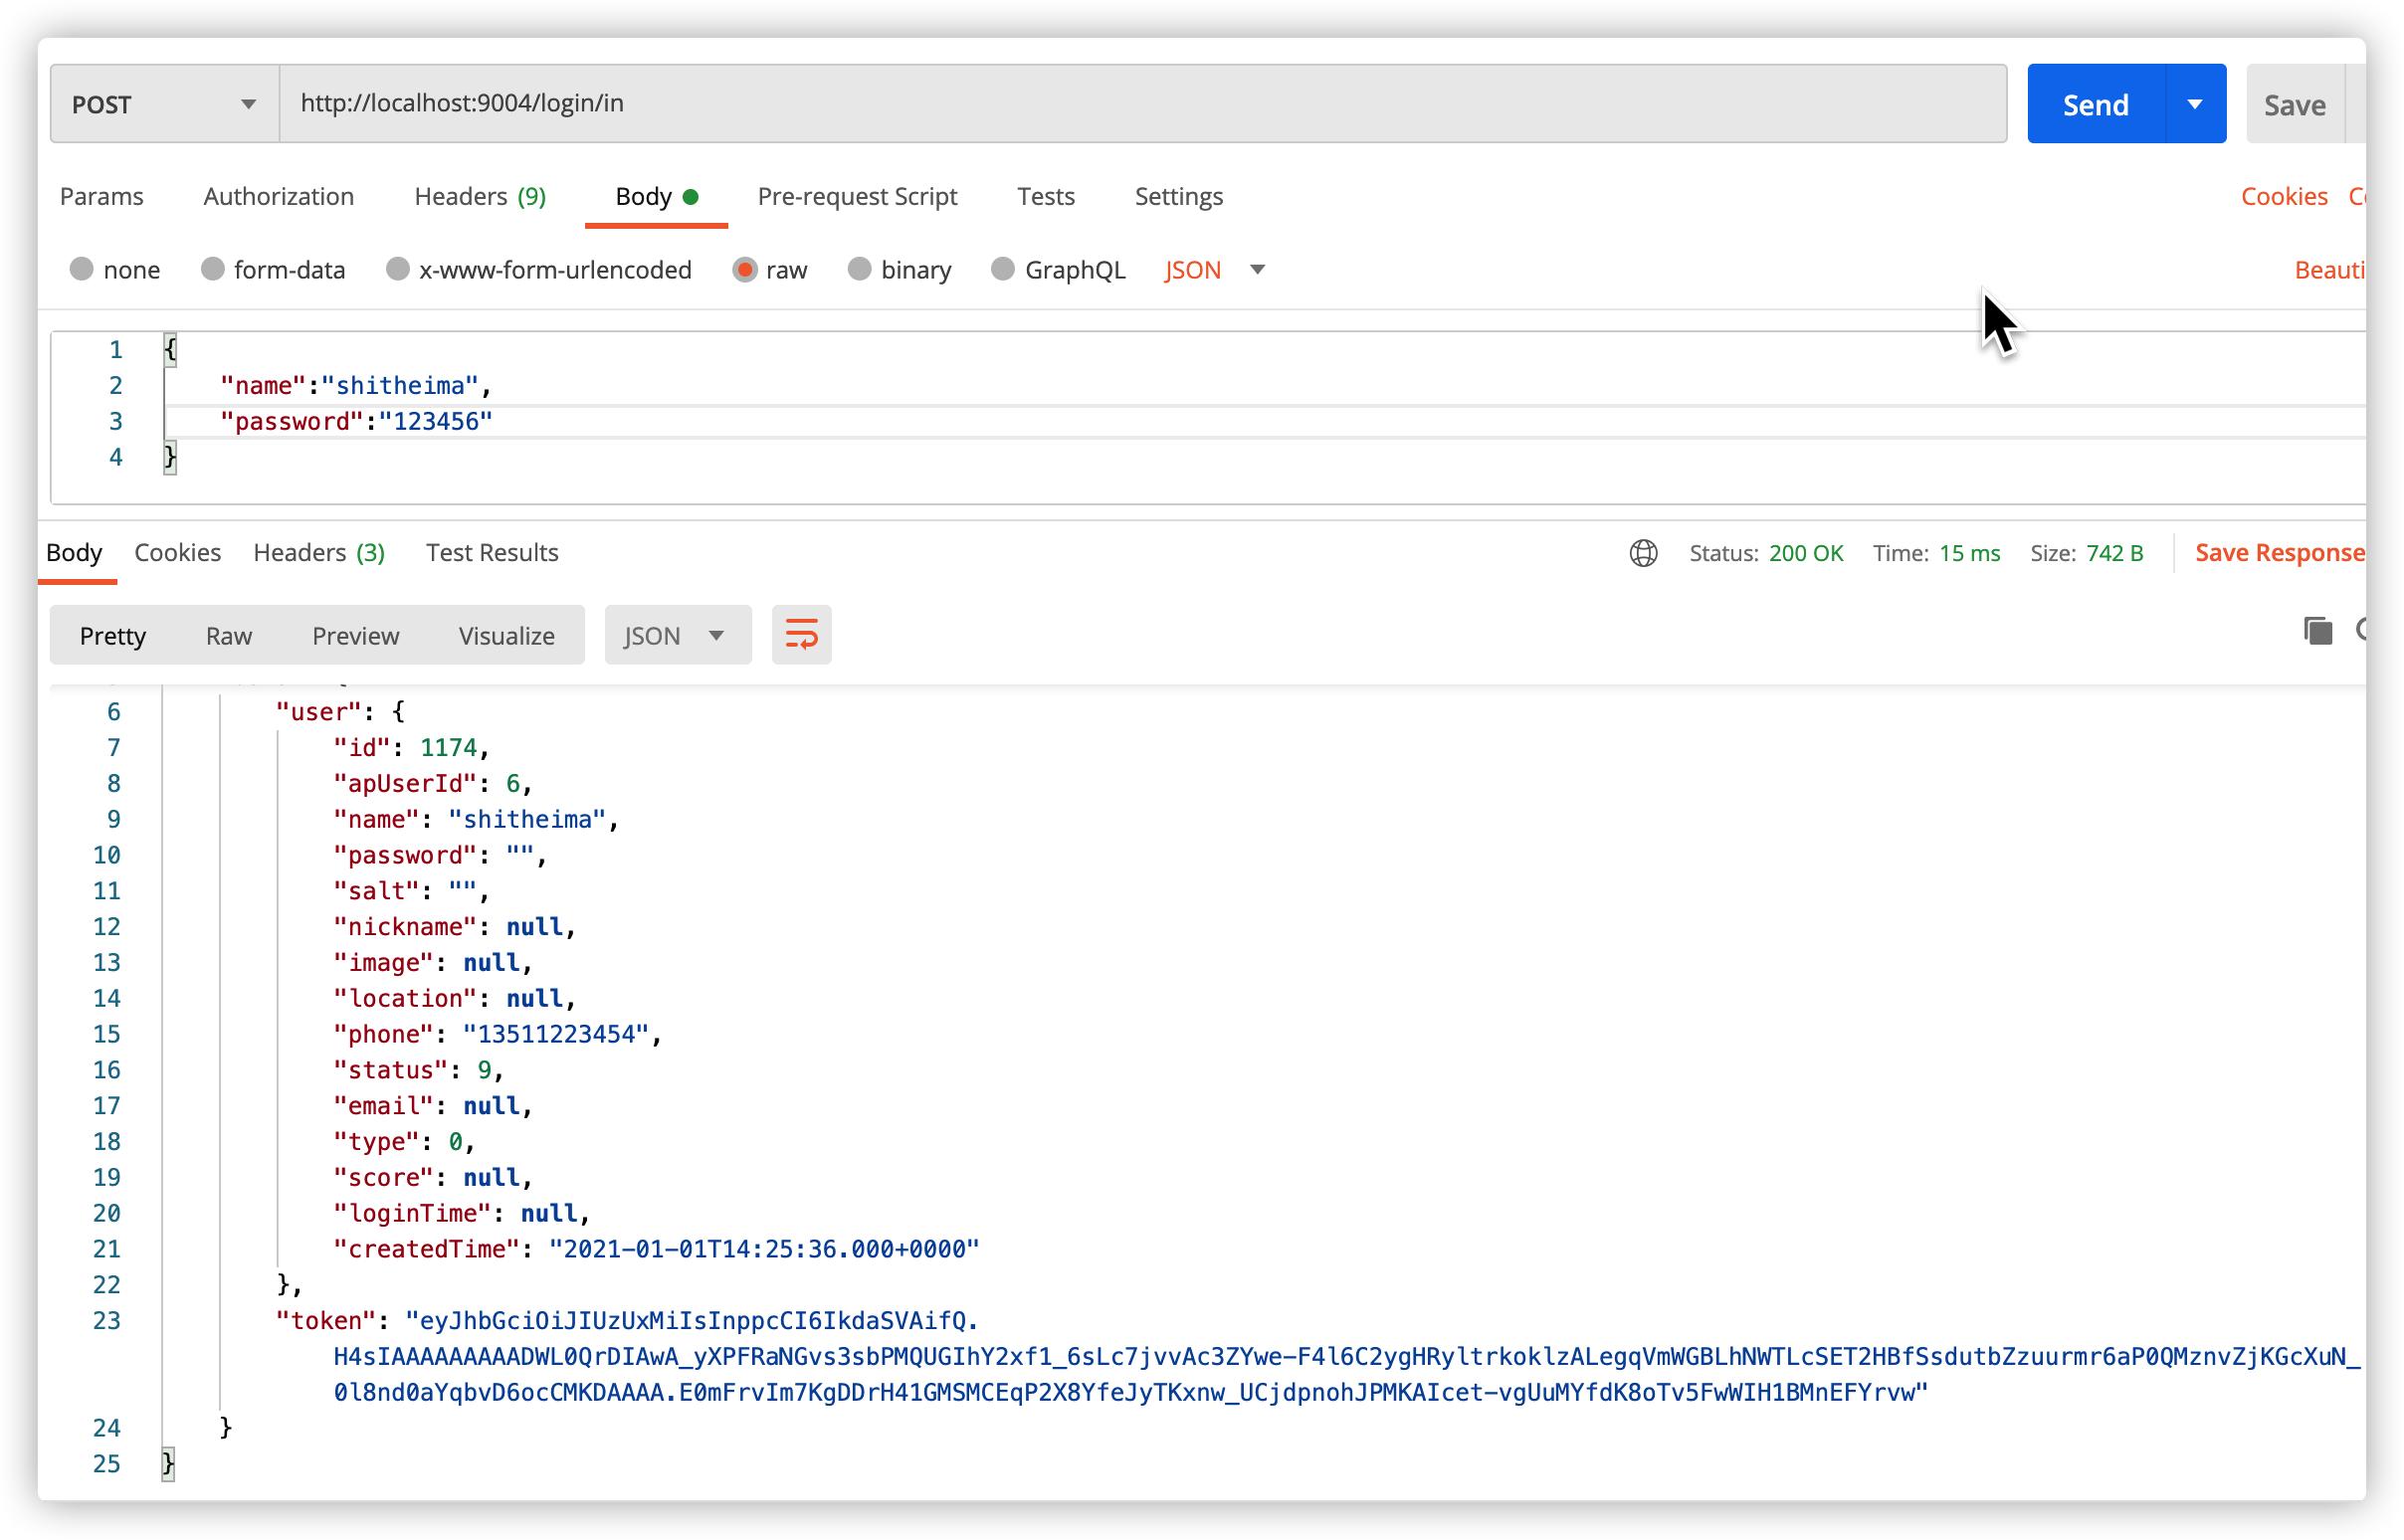 POST
http://localhost:9004/login/in
Send
Save
Params Authorization Headers (9) Body Pre-request Script Tests Settings Cookies
none form-data x-www-form-urlencoded raw binary GraphQL JSON
1 {
2 "name":"shitheima",
3 "password":"123456"
4 }
Body Cookies Headers (3) Test Results Status: 200 OK Time: 15 ms Size: 742 B Save Response
Pretty Raw Preview Visualize JSON
6 "user": {
7 "id": 1174,
8 "apUserId": 6,
9 "name": "shitheima",
10 "password": "",
11 "salt": "",
12 "nickname": null,
13 "image": null,
14 "location": null,
15 "phone": "13511223454",
16 "status": 9,
17 "email": null,
18 "type": 0,
19 "score": null,
20 "loginTime": null,
21 "createdTime": "2021-01-01T14:25:36.000+0000"
22 },
23 "token": "eyJhbGciOiJIUzUxMiIsInppcCI6IkdaSVAifQ.
H4sIAAAAAAAAADWL0QrDIAwA_yXPFRaNGvs3sbPMQUGIhY2xf1_6sLc7jvvAc3ZYwe-F4l6C2ygHRyltrkoklzALegqVmWGBLhNWTLcSET2HBfSsdutbZzuurmr6aP0QMznvZjKGcXuN_
0l8nd0aYqbvD6ocCMKDAAAA.E0mFrvIm7KgDDrH41GMSMCEqP2X8YfeJyTKxnw_UCjdpnohJPMKAIcet-vgUuMYfdK8oTv5FwWIH1BMnEFYrvw"
24 }
25 }